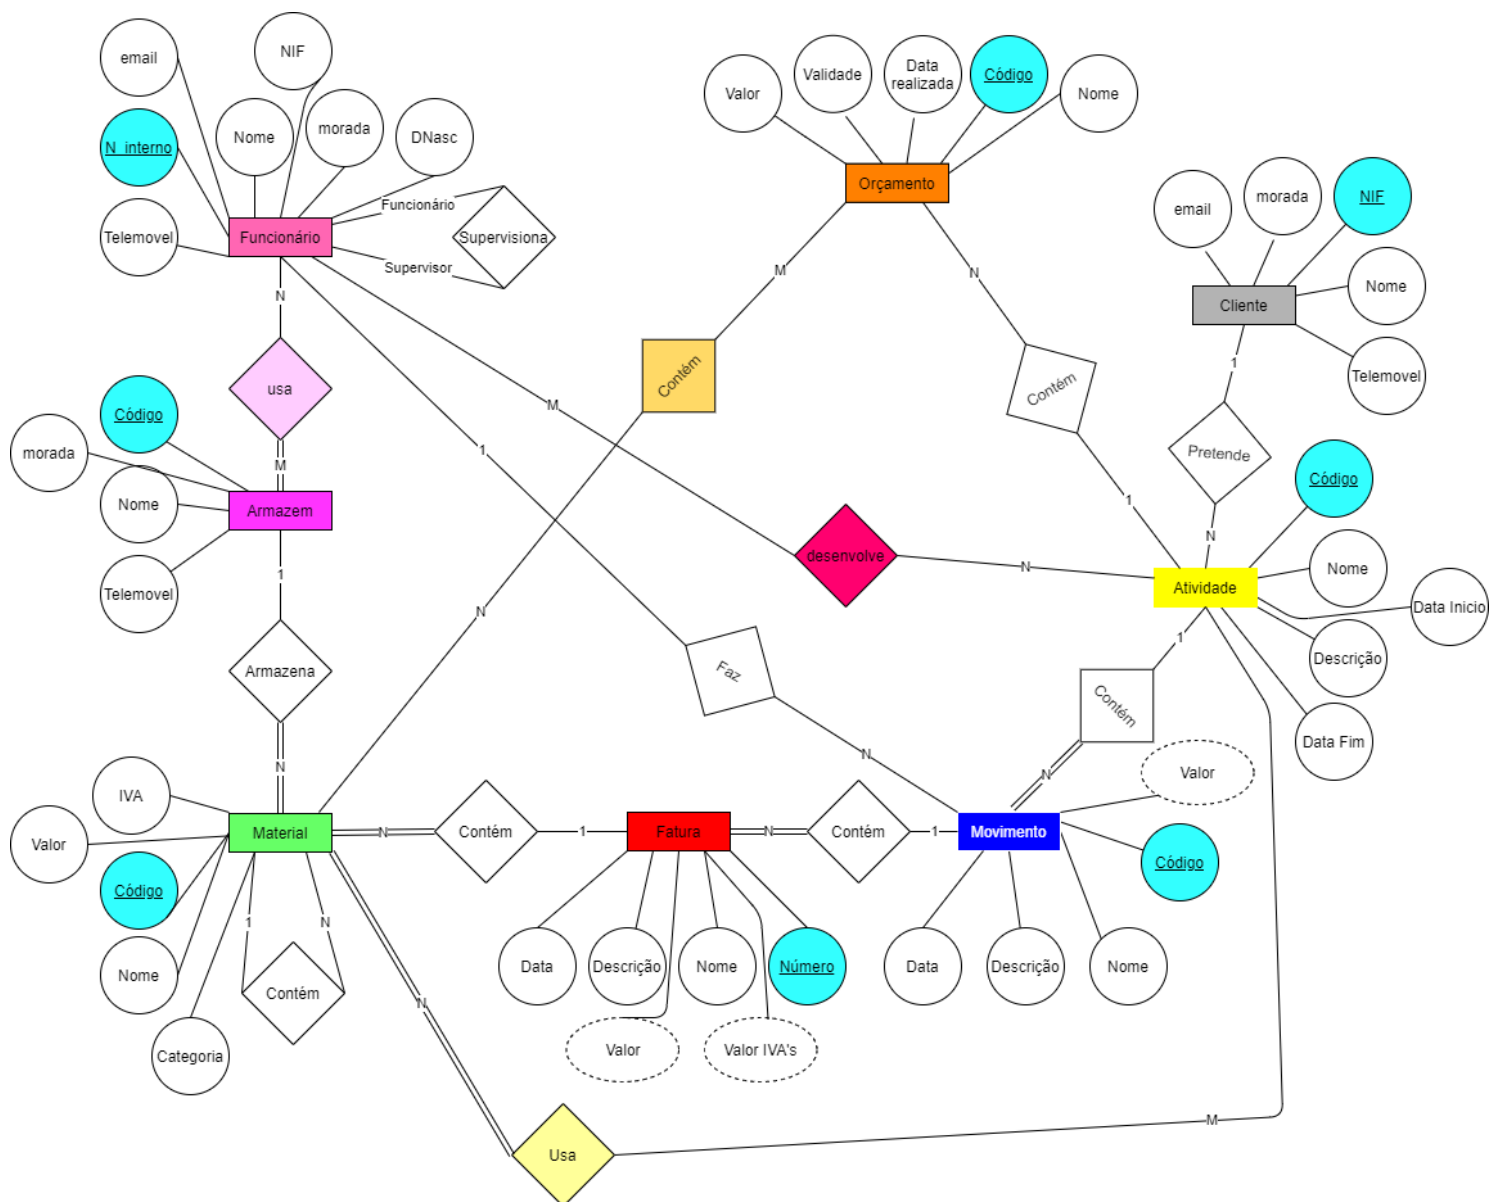 email
NIF
N_interno
Nome
morada
DNasc
Telemovel
Funcionário
Funcionário
Supervisiona
Supervisor
Valor
Validade
Data
realizada
Código
Nome
Orçamento
email
morada
NIF
Nome
Cliente
Telemovel
N
M
N
1
usa
Contém
Contém
M
1
M
1
Pretende
Código
morada
Código
Nome
Armazem
Telemovel
1
N
desenvolve
N
N
Atividade
Nome
Data Inicio
Descrição
Data Fim
Armazena
N
Faz
N
1
Contém
N
Valor
IVA
Valor
Material
Código
Nome
Categoria
1
N
Contém
N
Contém
1
Fatura
N
Contém
1
Movimento
Código
Data
Descrição
Nome
Número
Valor
Valor IVA's
Data
Descrição
Nome
N
Usa
M